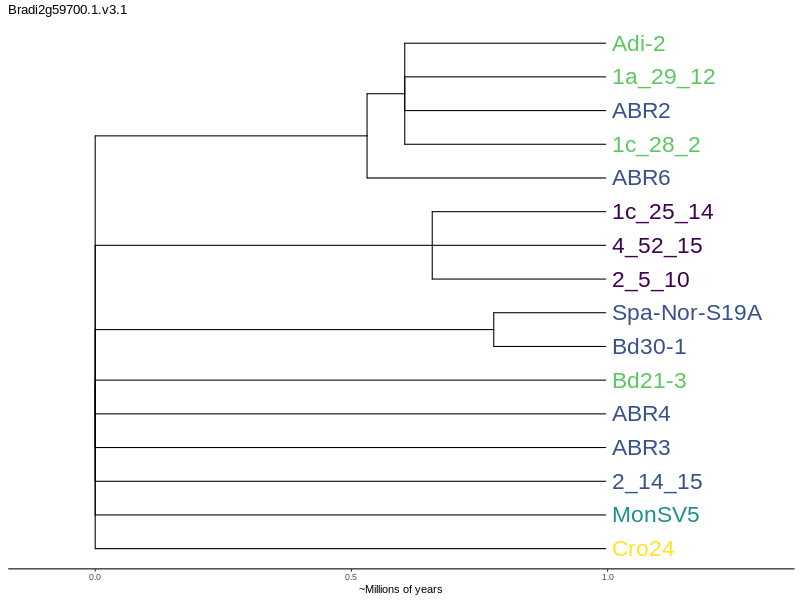 Bradi2g59700.1.v3.1
Adi-2
1a_29_12
ABR2
1c_28_2
ABR6
1c_25_14
4_52_15
2_5_10
Spa-Nor-S19A
Bd30-1
Bd21-3
ABR4
ABR3
2_14_15
MonSV5
Cro24
0.0 0.5 1.0
~Millions of years